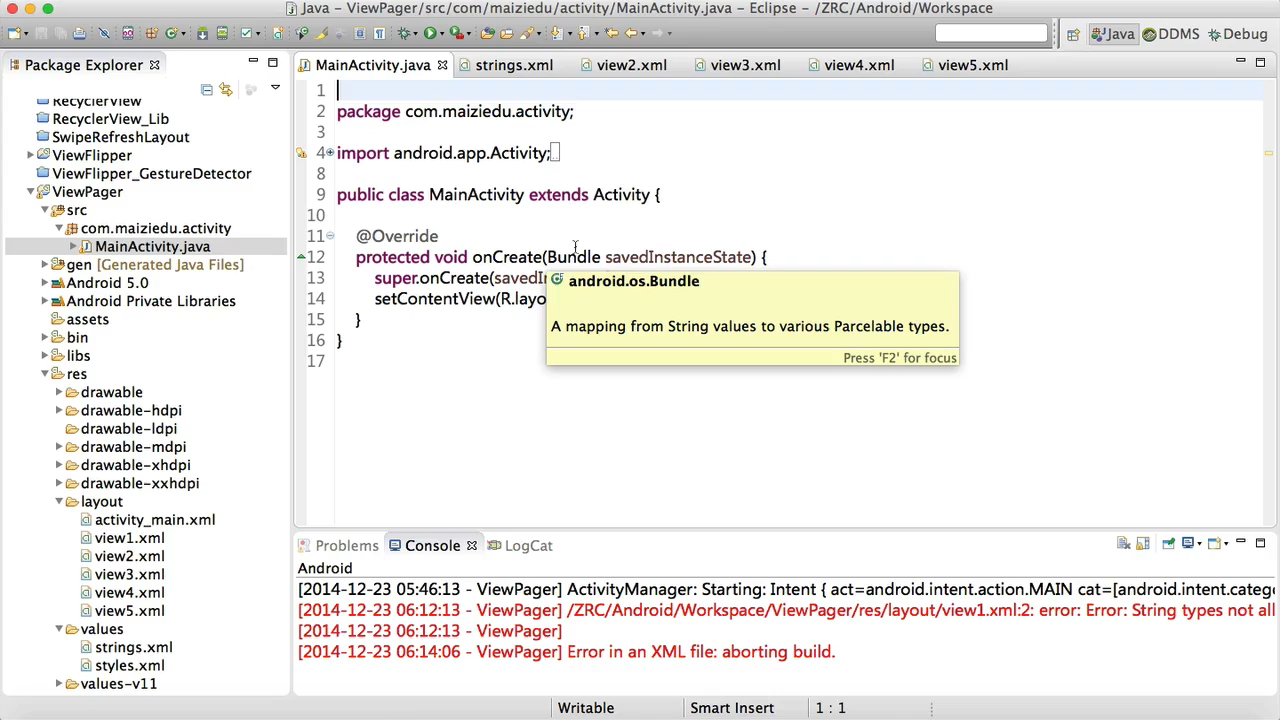 Java – ViewPager/src/com/maiziedu/activity/MainActivity.java – Eclipse – /ZRC/Android/Workspace
Java DDMS Debug
Package Explorer
MainActivity.java strings.xml view2.xml view3.xml view4.xml view5.xml
RecyclerView
RecyclerView_Lib
SwipeRefreshLayout
ViewFlipper
ViewFlipper_GestureDetector
ViewPager
src
com.maiziedu.activity
MainActivity.java
gen [Generated Java Files]
Android 5.0
Android Private Libraries
assets
bin
libs
res
drawable
drawable-hdpi
drawable-ldpi
drawable-mdpi
drawable-xhdpi
drawable-xxhdpi
layout
activity_main.xml
view1.xml
view2.xml
view3.xml
view4.xml
view5.xml
values
strings.xml
styles.xml
values-v11
1
2 package com.maiziedu.activity;
3
4 import android.app.Activity;
8
9 public class MainActivity extends Activity {
10
11 @Override
12 protected void onCreate(Bundle savedInstanceState) {
13 super.onCreate(savedIn
14 setContentView(R.layo
15 }
16 }
17
android.os.Bundle
A mapping from String values to various Parcelable types.
Press 'F2' for focus
Problems Console LogCat
Android
[2014-12-23 05:46:13 - ViewPager] ActivityManager: Starting: Intent { act=android.intent.action.MAIN cat=[android.intent.catego
[2014-12-23 06:12:13 - ViewPager] /ZRC/Android/Workspace/ViewPager/res/layout/view1.xml:2: error: Error: String types not all
[2014-12-23 06:12:13 - ViewPager]
[2014-12-23 06:14:06 - ViewPager] Error in an XML file: aborting build.
Writable Smart Insert 1 : 1